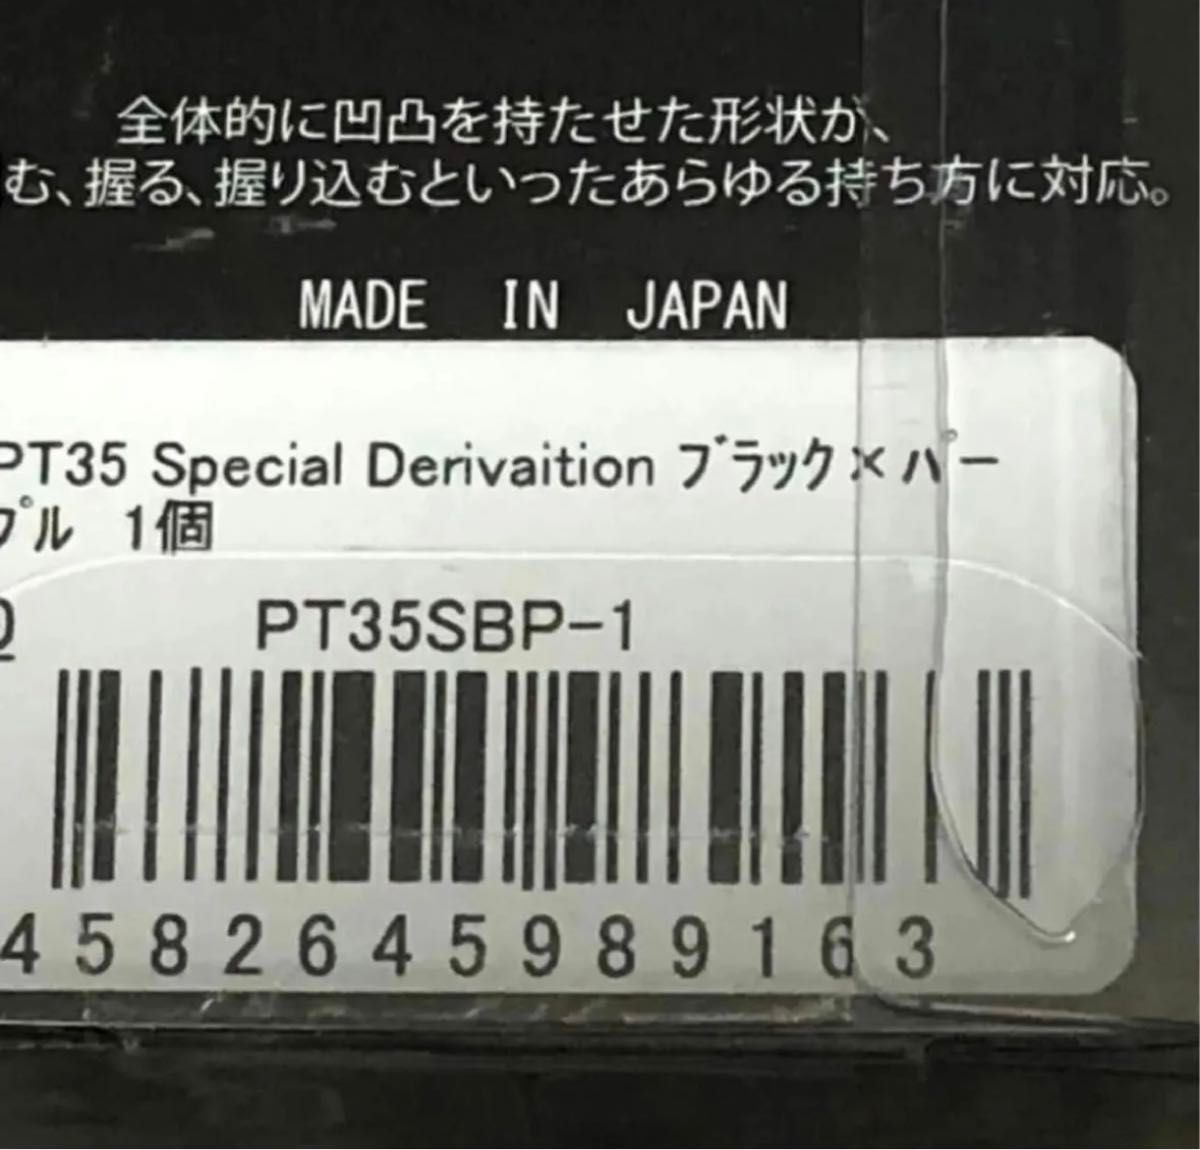 全体的に凹凸を持たせた形状が、
む、握る、握り込むといったあらゆる持ち方に対応。
MADE IN JAPAN
PT35 Special Derivaition ブラック×パー
プル 1個
PT35SBP-1
4582645989163